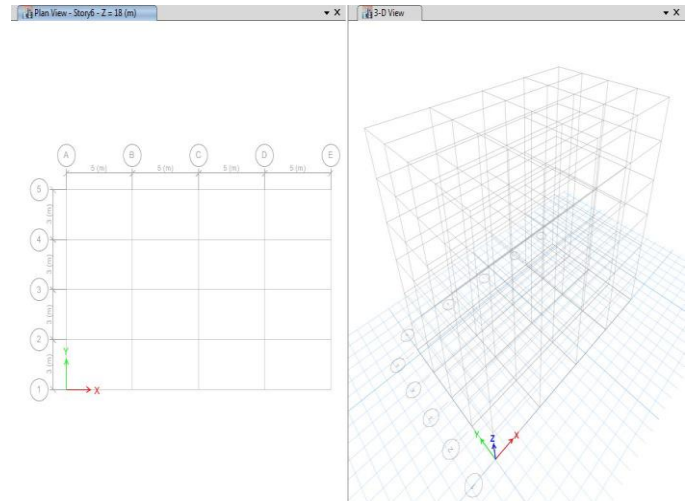 Plan View - Story6 - Z = 18 (m)
3-D View
A B C D E
5 (m) 5 (m) 5 (m) 5 (m)
5
3 (m)
4
3 (m)
3
3 (m)
2
3 (m)
1
Y
X
Y Z X